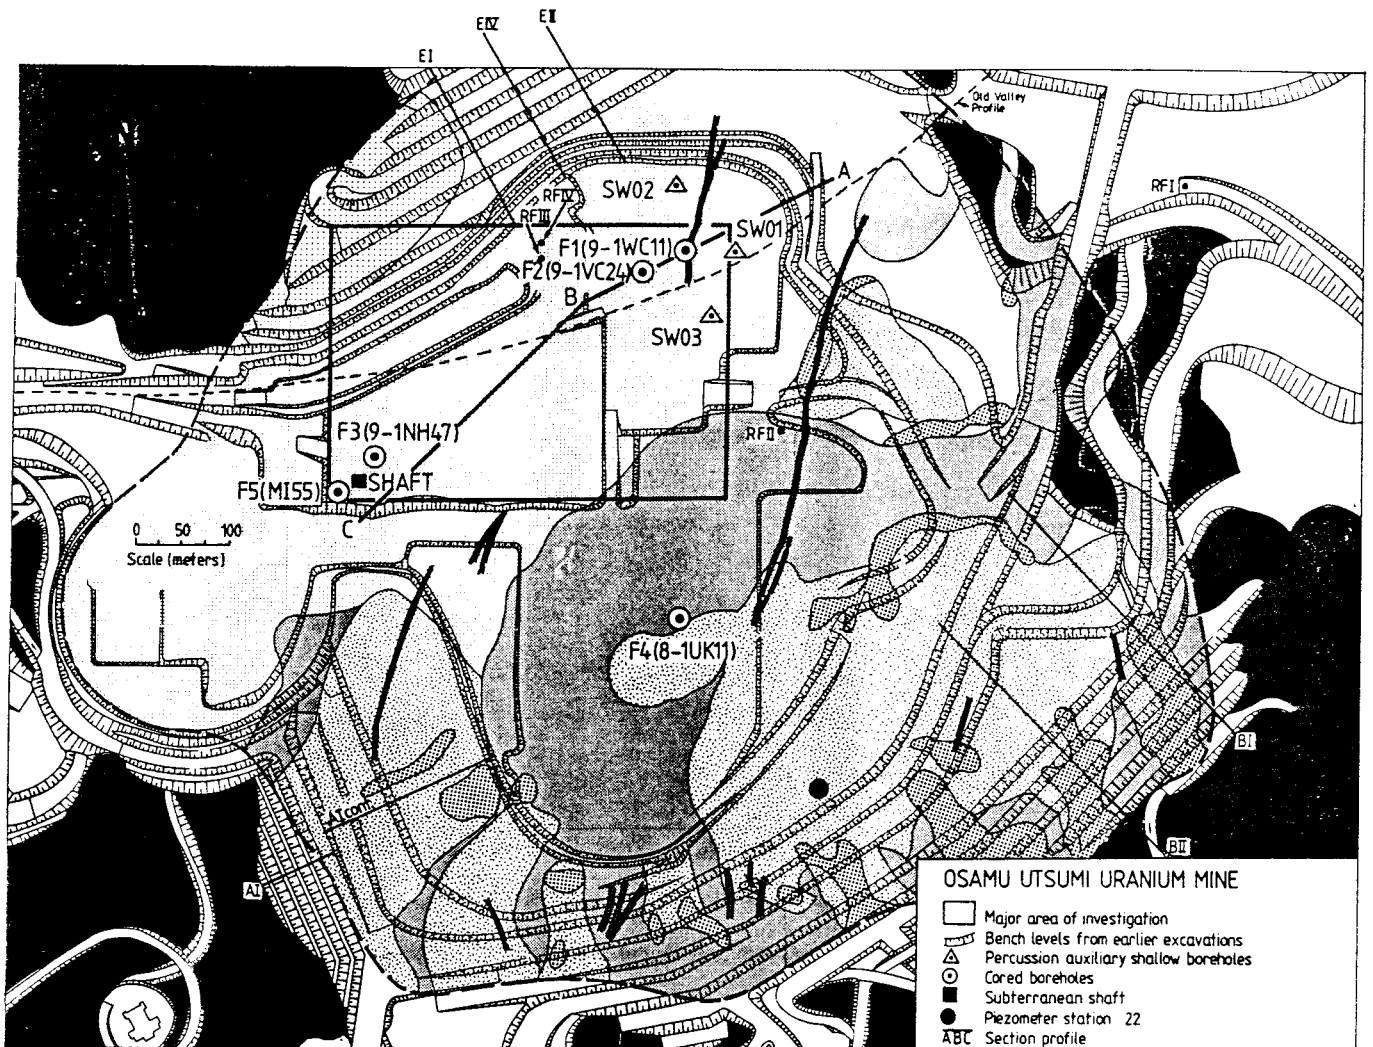 EII
EIV
EI
Old Valley
Profile
A
RFI
SW02
RFIV
RFIII
SW01
F1(9-1WC11)
F2(9-1VC24)
B
SW03
F3(9-1NH47)
RFII
SHAFT
F5(MI55)
C
0 50 100
Scale (meters)
F4(8-1UK11)
BI
AI cont.
BII
AI
OSAMU UTSUMI URANIUM MINE
Major area of investigation
Bench levels from earlier excavations
Percussion auxiliary shallow boreholes
Cored boreholes
Subterranean shaft
Piezometer station 22
ABC Section profile